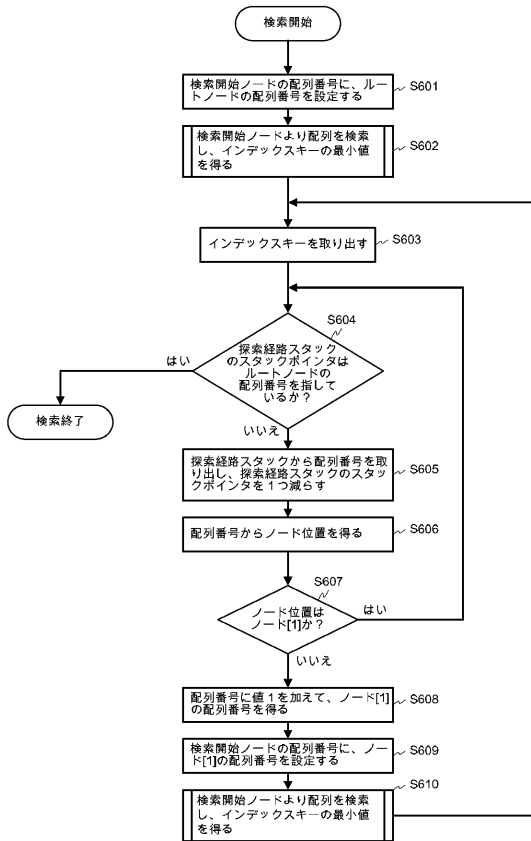 検索開始
検索開始ノードの配列番号に、ルー
トノードの配列番号を設定する
S601
検索開始ノードより配列を検索
し、インデックスキーの最小値
を得る
S602
インデックスキーを取り出す
S603
S604
探索経路スタック
のスタックポインタは
ルートノードの
配列番号を指して
いるか？
はい
検索終了
いいえ
探索経路スタックから配列番号を取
り出し、探索経路スタックのスタッ
クポインタを１つ減らす
S605
配列番号からノード位置を得る
S606
S607
ノード位置は
ノード[1]か？
はい
いいえ
配列番号に値１を加えて、ノード[1]
の配列番号を得る
S608
検索開始ノードの配列番号に、ノー
ド[1]の配列番号を設定する
S609
S610
検索開始ノードより配列を検索
し、インデックスキーの最小値
を得る